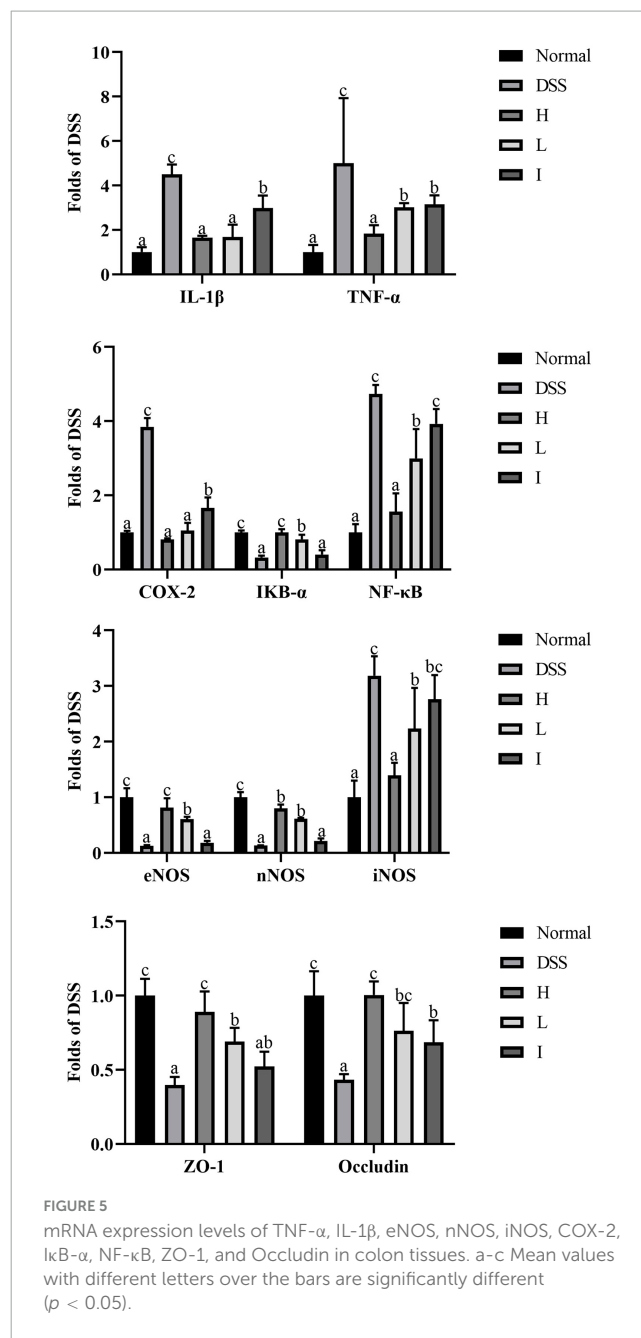 10
8
6
4
2
0
Folds of DSS
a c a a b
a c a b b
IL-1β TNF-α
Normal
DSS
H
L
I
6
4
2
0
Folds of DSS
a c a a b
c a c b a
a c a b c
COX-2 IKB-α NF-κB
Normal
DSS
H
L
I
4
3
2
1
0
Folds of DSS
c a c b a
c a b b a
a c a b bc
eNOS nNOS iNOS
Normal
DSS
H
L
I
1.5
1.0
0.5
0.0
Folds of DSS
c a c b ab
c a c bc b
ZO-1 Occludin
Normal
DSS
H
L
I
FIGURE 5
mRNA expression levels of TNF-α, IL-1β, eNOS, nNOS, iNOS, COX-2,
IκB-α, NF-κB, ZO-1, and Occludin in colon tissues. a-c Mean values
with different letters over the bars are significantly different
(p < 0.05).